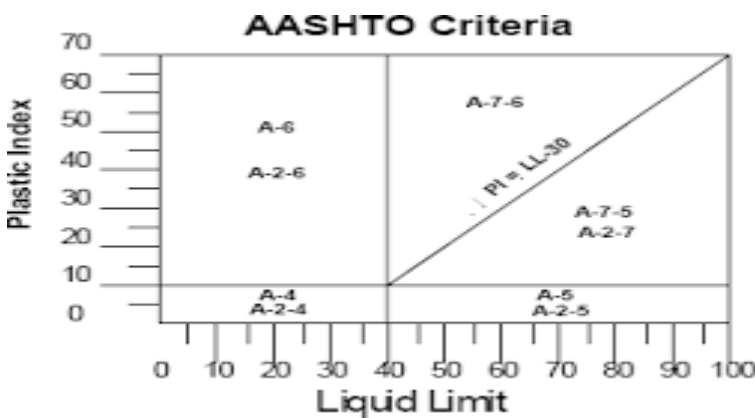 AASHTO Criteria
70
60
50
40
30
20
10
0
Plastic Index
A-6
A-2-6
A-7-6
PI = LL-30
A-7-5
A-2-7
A-4
A-2-4
A-5
A-2-5
0 10 20 30 40 50 60 70 80 90 100
Liquid Limit